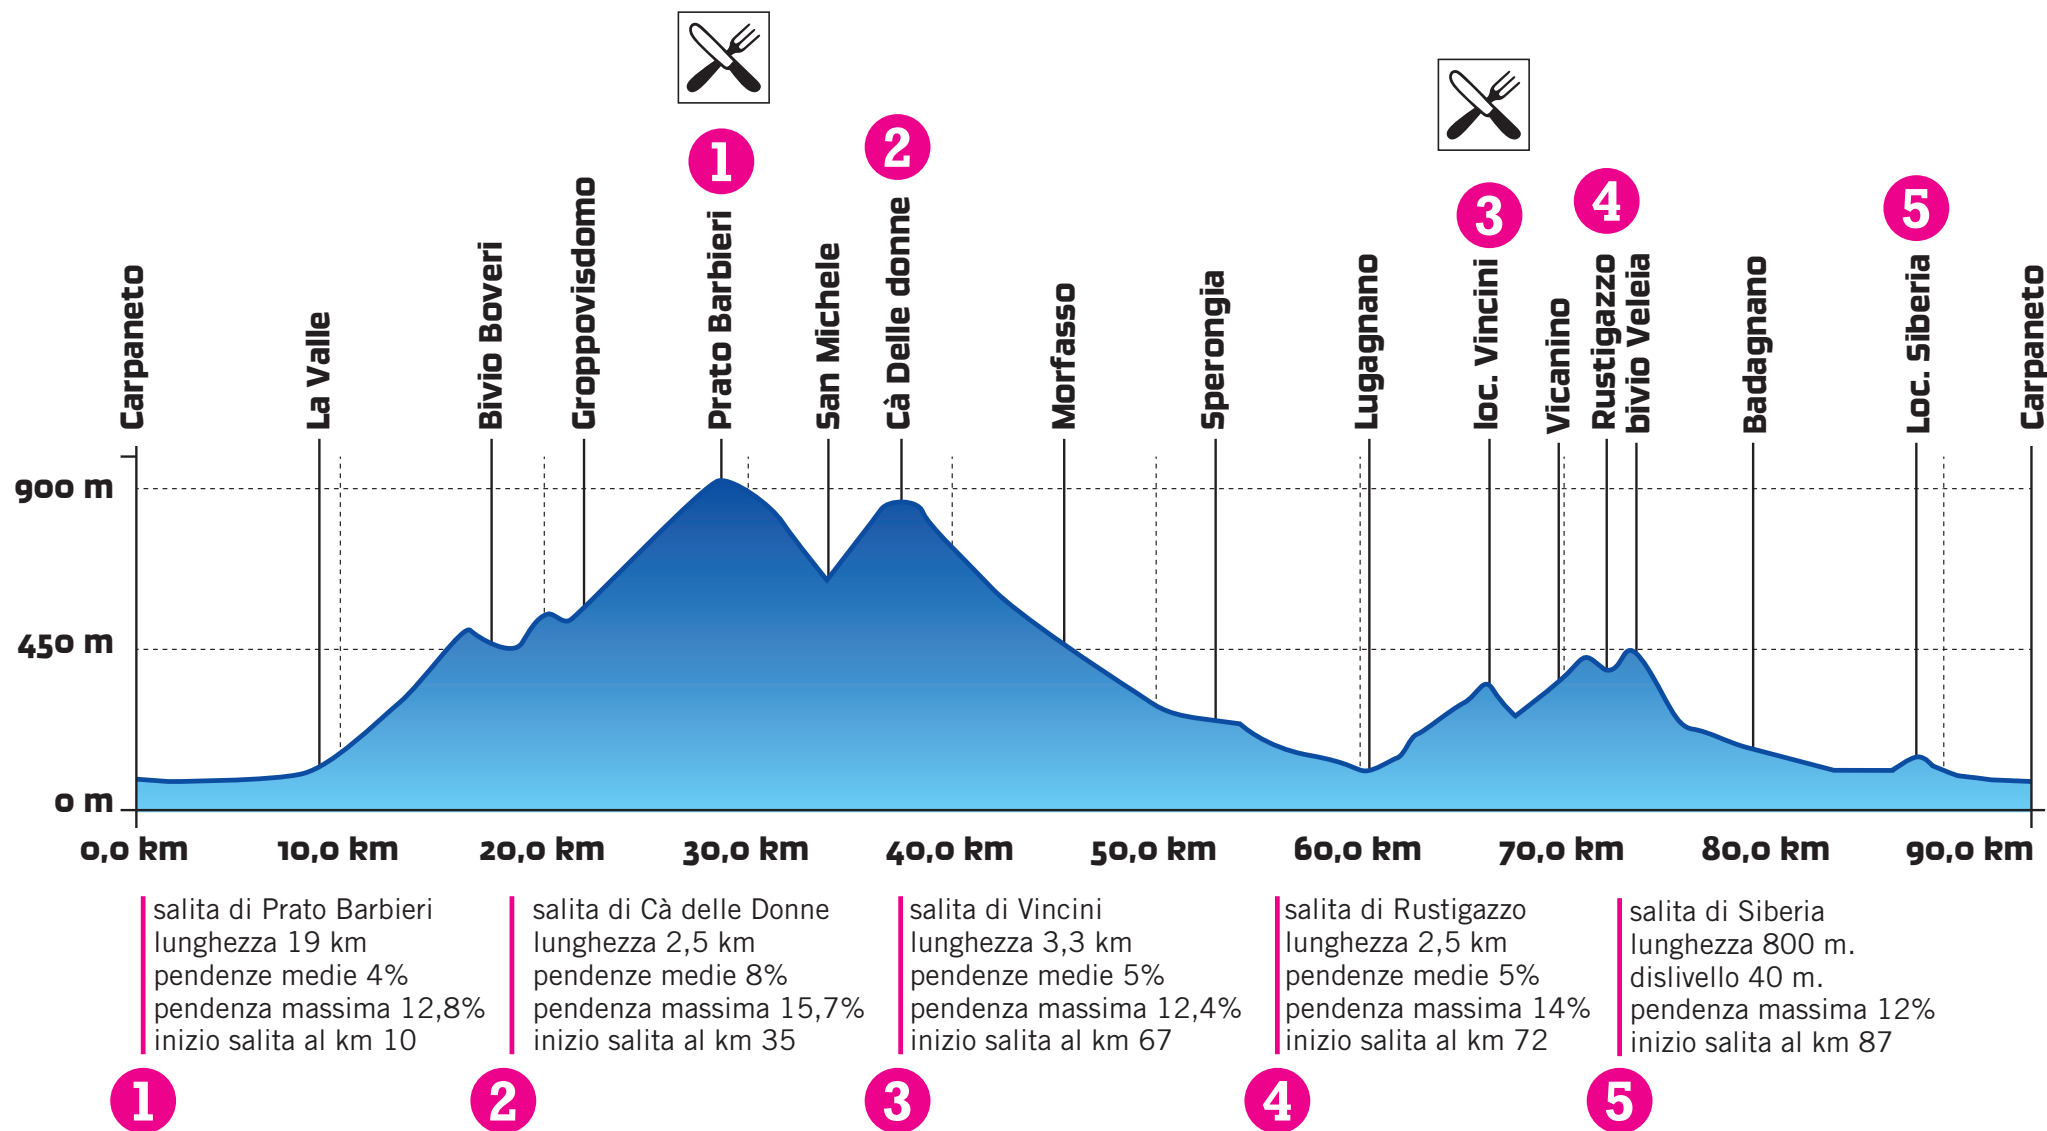 1
2
3
4
5
Carpaneto
La Valle
Bivio Boveri
Groppovisdomo
Prato Barbieri
San Michele
Cà Delle donne
Morfasso
Sperongia
Lugagnano
loc. Vincini
Vicanino
Rustigazzo
bivio Veleia
Badagnano
Loc. Siberia
Carpaneto
900 m
450 m
0 m
0,0 km
10,0 km
20,0 km
30,0 km
40,0 km
50,0 km
60,0 km
70,0 km
80,0 km
90,0 km
salita di Prato Barbieri
lunghezza 19 km
pendenze medie 4%
pendenza massima 12,8%
inizio salita al km 10
1
salita di Cà delle Donne
lunghezza 2,5 km
pendenze medie 8%
pendenza massima 15,7%
inizio salita al km 35
2
salita di Vincini
lunghezza 3,3 km
pendenze medie 5%
pendenza massima 12,4%
inizio salita al km 67
3
salita di Rustigazzo
lunghezza 2,5 km
pendenze medie 5%
pendenza massima 14%
inizio salita al km 72
4
salita di Siberia
lunghezza 800 m.
dislivello 40 m.
pendenza massima 12%
inizio salita al km 87
5